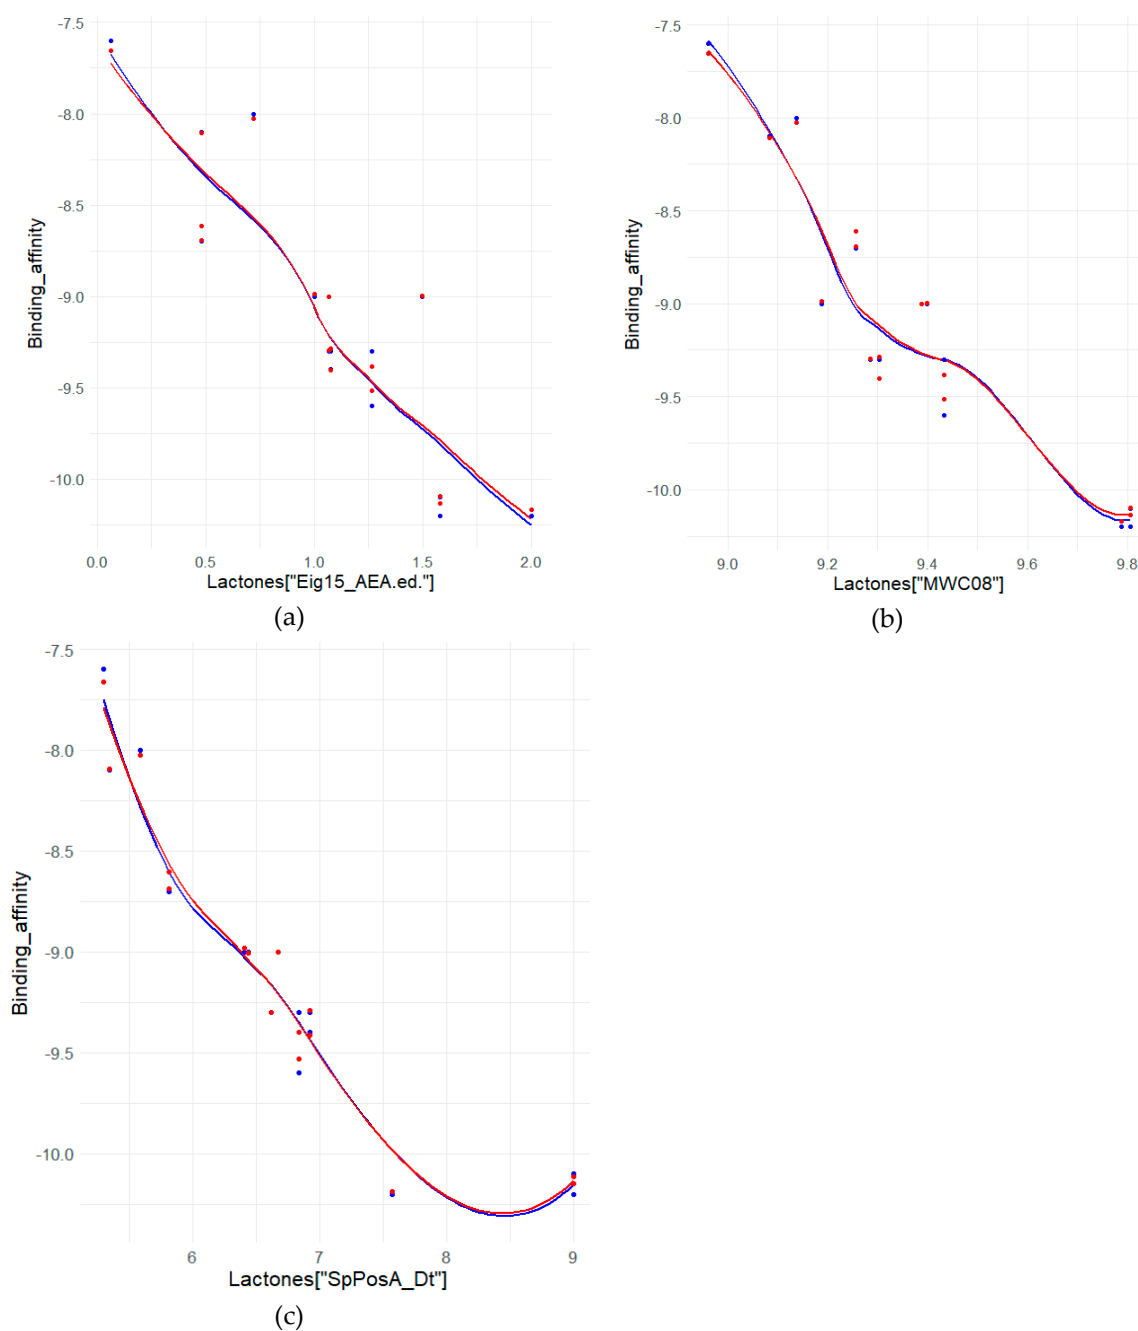 -7.5
-8.0
-8.5
-9.0
-9.5
-10.0
Binding_affinity
0.0 0.5 1.0 1.5 2.0
Lactones["Eig15_AEA.ed."]
(a)
-7.5
-8.0
-8.5
-9.0
-9.5
-10.0
Binding_affinity
9.0 9.2 9.4 9.6 9.8
Lactones["MWC08"]
(b)
-7.5
-8.0
-8.5
-9.0
-9.5
-10.0
Binding_affinity
6 7 8 9
Lactones["SpPosA_Dt"]
(c)